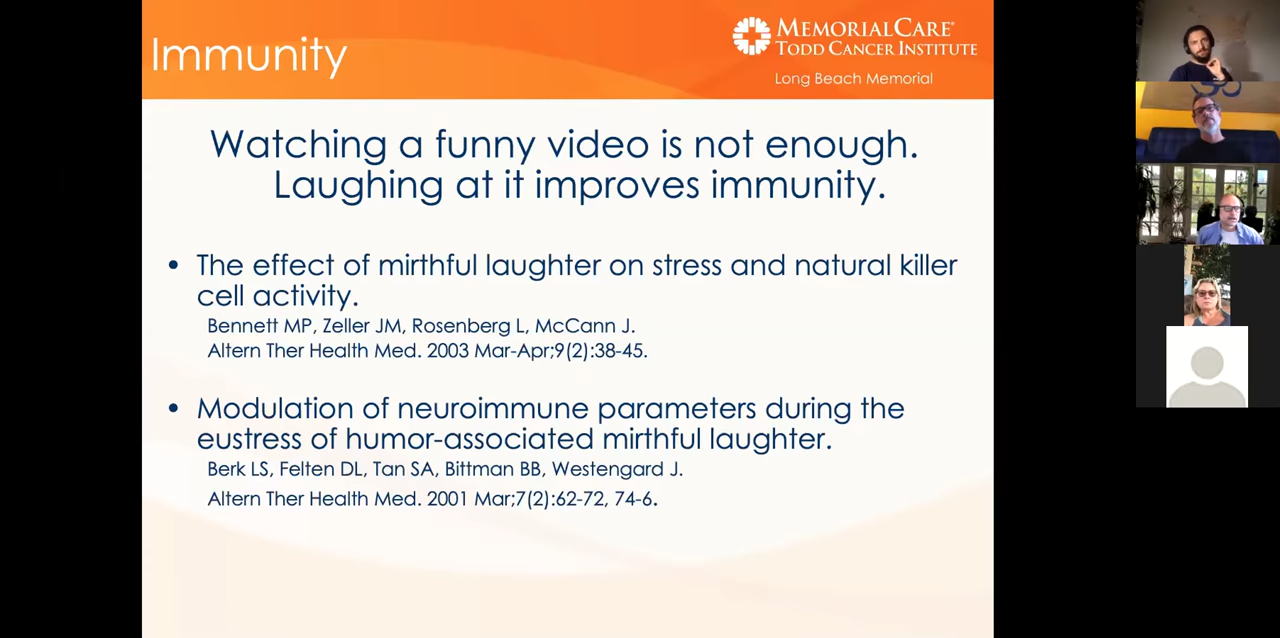 Immunity
MEMORIALCARE®
TODD CANCER INSTITUTE
Long Beach Memorial
Watching a funny video is not enough.
Laughing at it improves immunity.
• The effect of mirthful laughter on stress and natural killer
cell activity.
Bennett MP, Zeller JM, Rosenberg L, McCann J.
Altern Ther Health Med. 2003 Mar-Apr;9(2):38-45.
• Modulation of neuroimmune parameters during the
eustress of humor-associated mirthful laughter.
Berk LS, Felten DL, Tan SA, Bittman BB, Westengard J.
Altern Ther Health Med. 2001 Mar;7(2):62-72, 74-6.